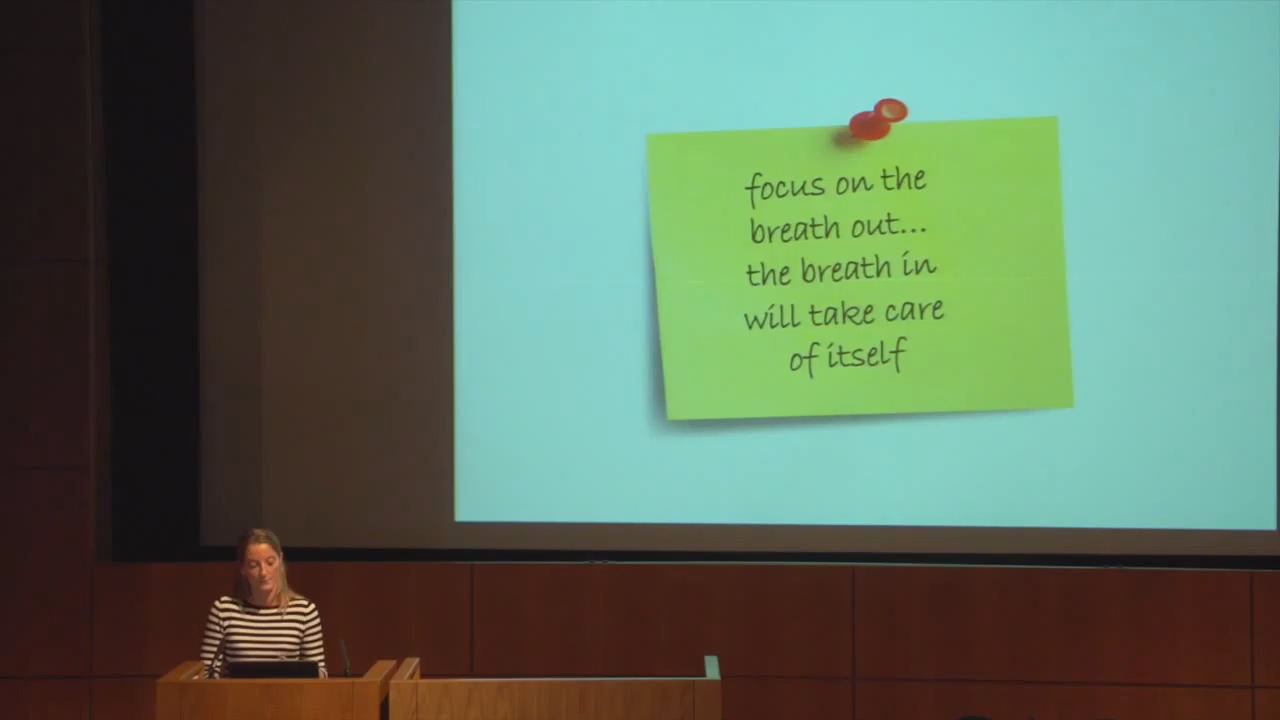 focus on the
breath out...
the breath in
will take care
of itself